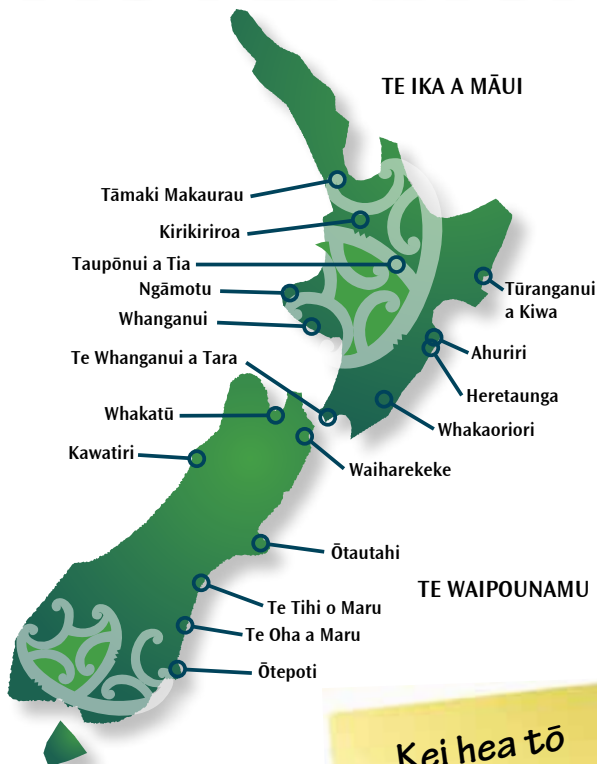 TE IKA A MĀUI
Tāmaki Makaurau
Kirikiriroa
Taupōnui a Tia
Ngāmotu
Whanganui
Tūranganui
a Kiwa
Ahuriri
Te Whanganui a Tara
Heretaunga
Whakatū
Whakaoriori
Kawatiri
Waiharekeke
Ōtautahi
TE WAIPOUNAMU
Te Tihi o Maru
Te Oha a Maru
Ōtepoti
Kei hea tō